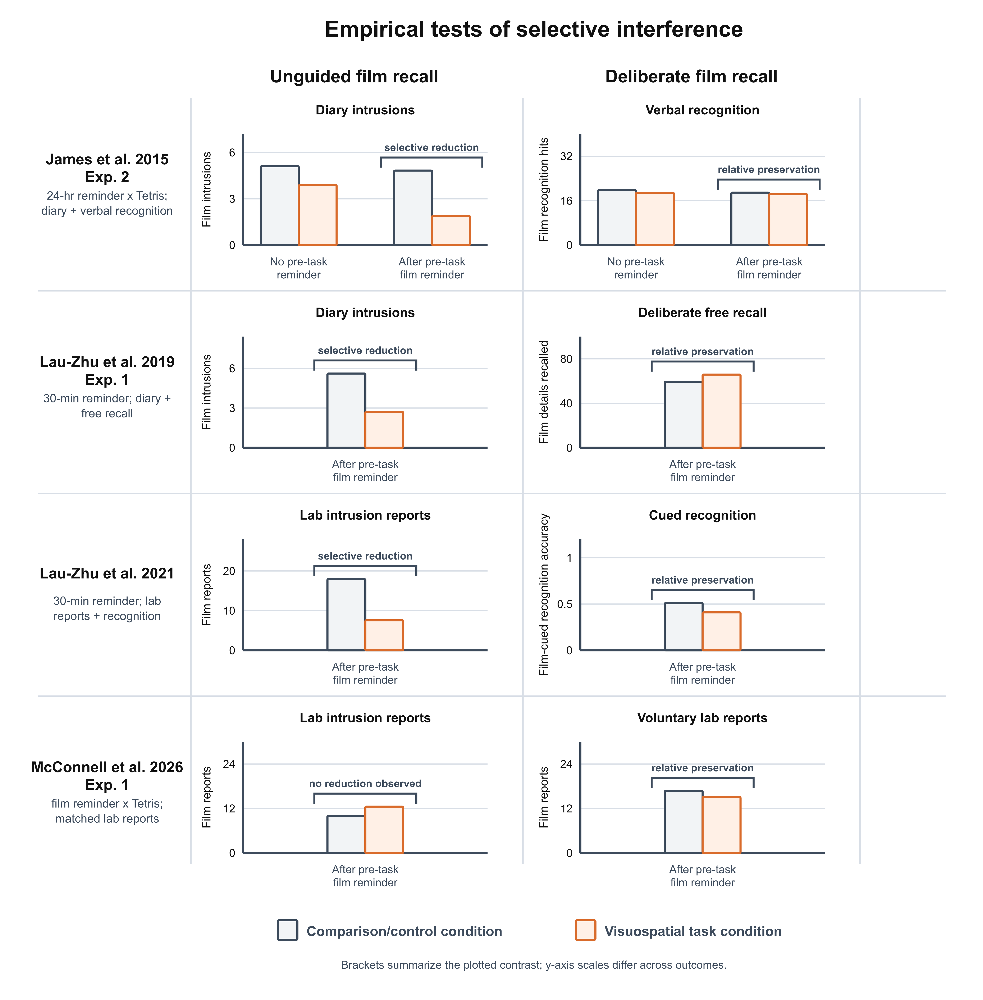 Empirical tests of selective interference
Unguided film recall
Deliberate film recall
James et al. 2015
Exp. 2
24-hr reminder x Tetris;
diary + verbal recognition
Diary intrusions
Film intrusions
6
3
0
selective reduction
No pre-task
reminder
After pre-task
film reminder
Verbal recognition
Film recognition hits
32
16
0
relative preservation
No pre-task
reminder
After pre-task
film reminder
Lau-Zhu et al. 2019
Exp. 1
30-min reminder; diary +
free recall
Diary intrusions
Film intrusions
6
3
0
selective reduction
After pre-task
film reminder
Deliberate free recall
Film details recalled
80
40
0
relative preservation
After pre-task
film reminder
Lau-Zhu et al. 2021
30-min reminder; lab
reports + recognition
Lab intrusion reports
Film reports
20
10
0
selective reduction
After pre-task
film reminder
Cued recognition
Film-cued recognition accuracy
1
0.5
0
relative preservation
After pre-task
film reminder
McConnell et al. 2026
Exp. 1
film reminder x Tetris;
matched lab reports
Lab intrusion reports
Film reports
24
12
0
no reduction observed
After pre-task
film reminder
Voluntary lab reports
Film reports
24
12
0
relative preservation
After pre-task
film reminder
Comparison/control condition
Visuospatial task condition
Brackets summarize the plotted contrast; y-axis scales differ across outcomes.